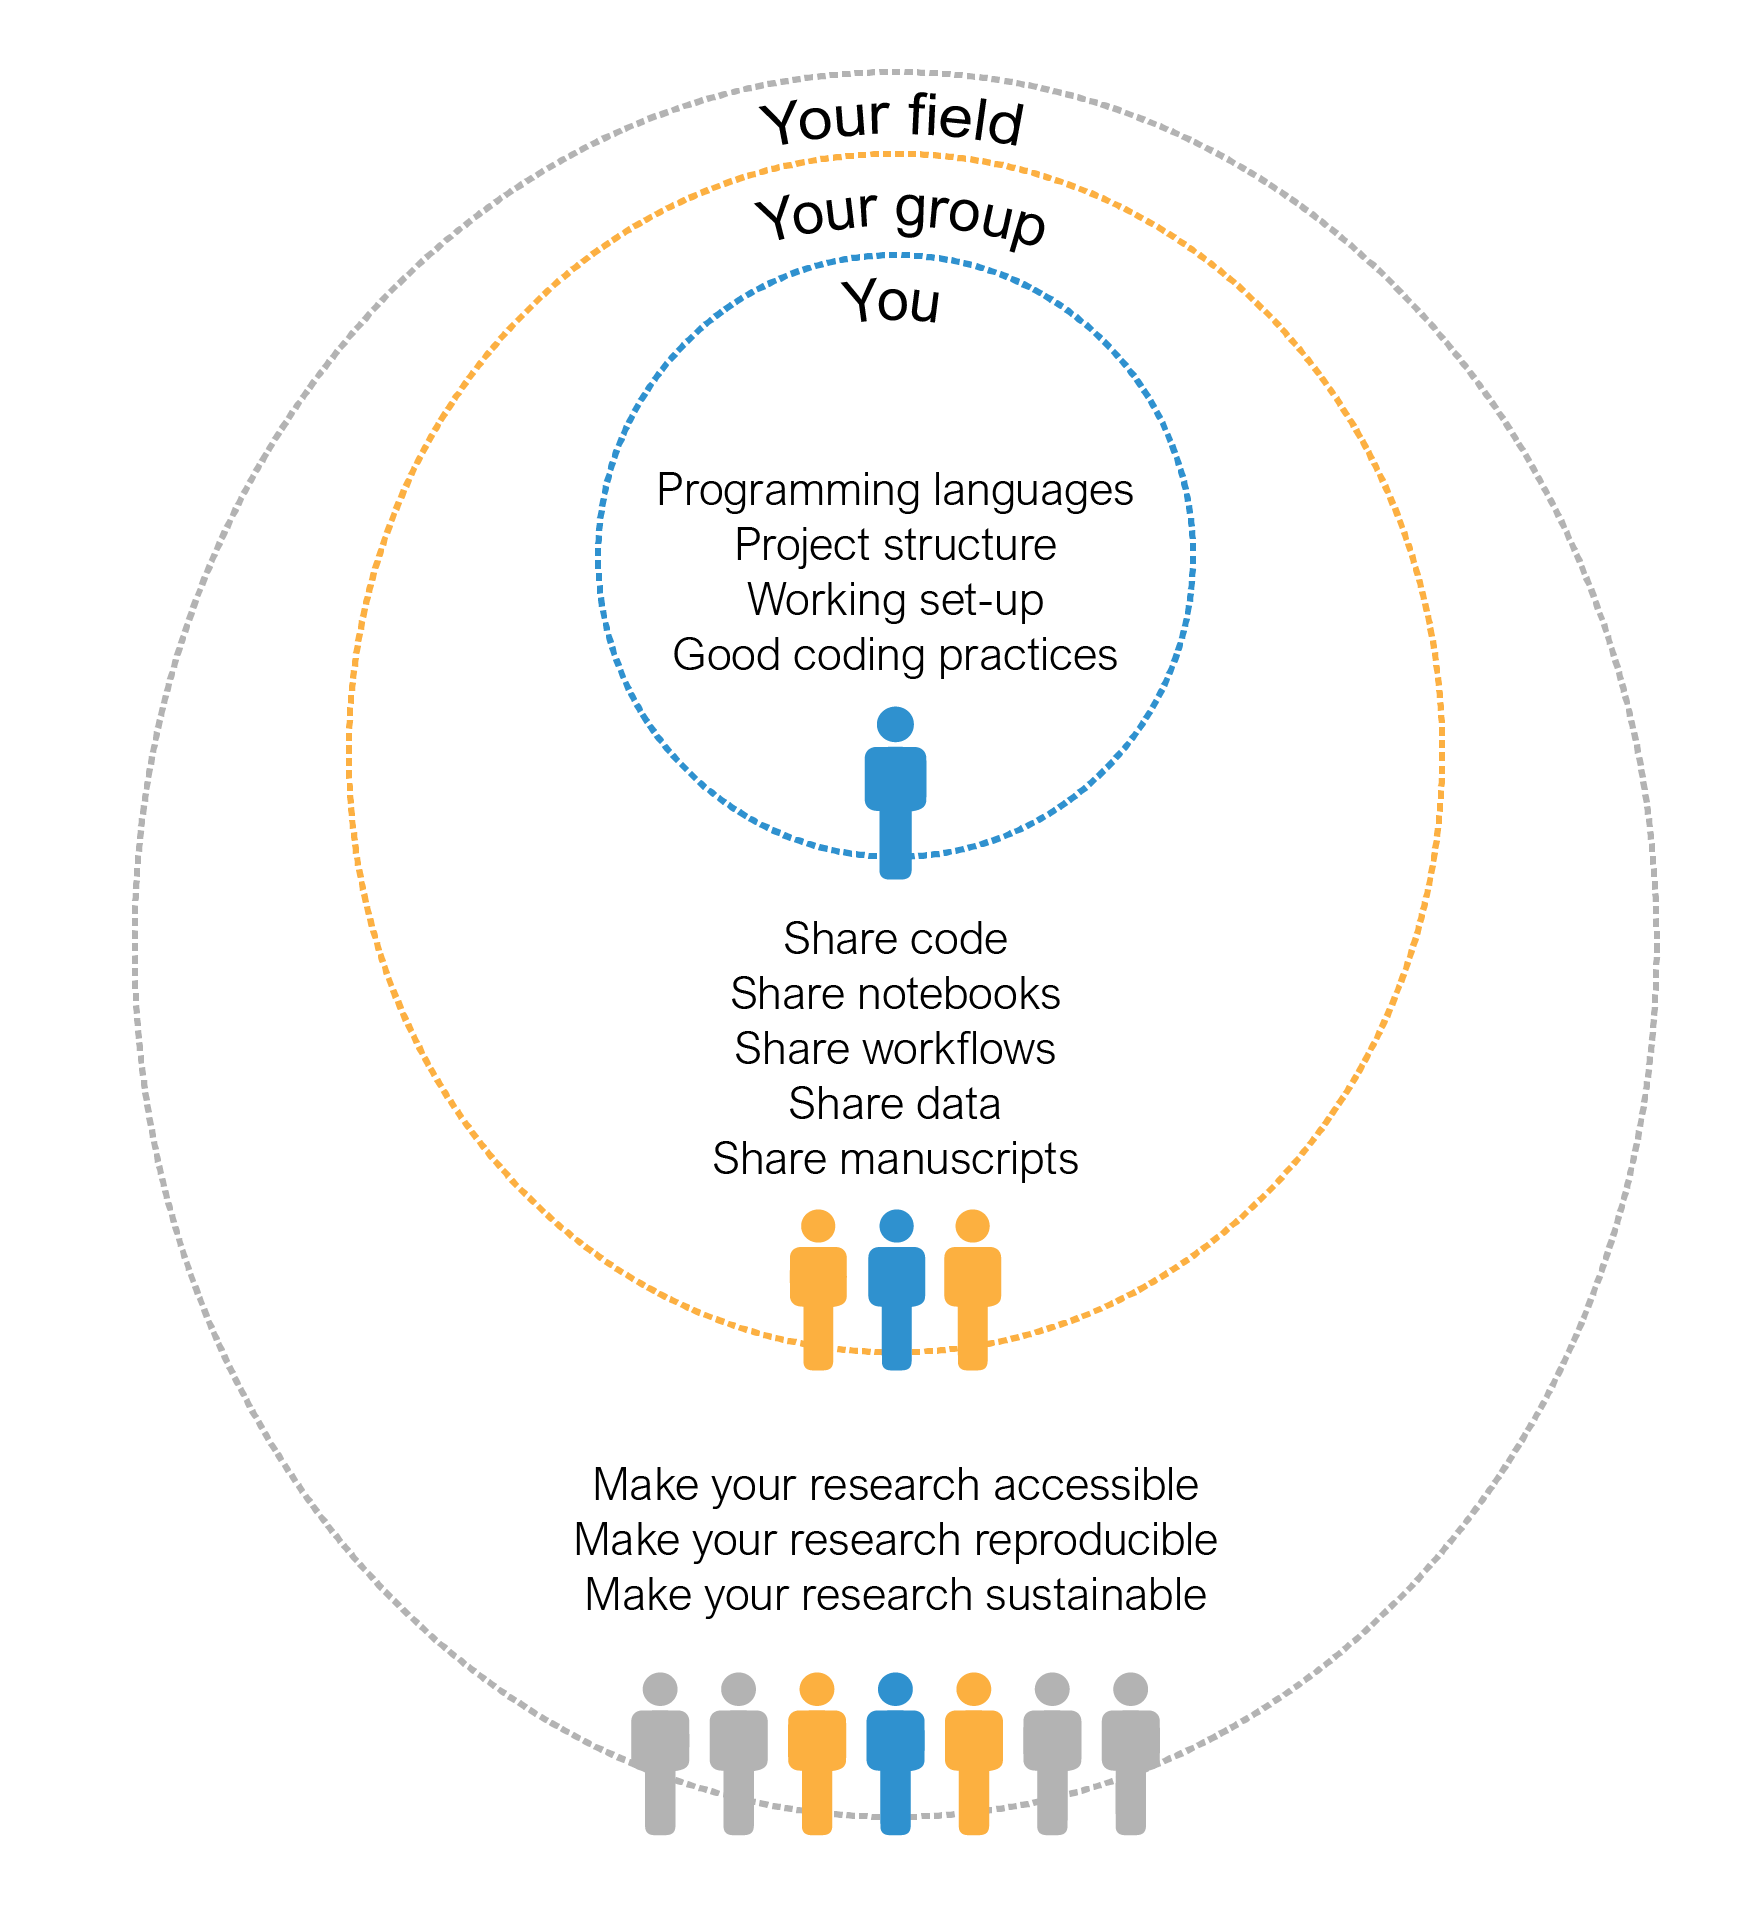 Your field
Your group
You
Programming languages
Project structure
Working set-up
Good coding practices
Share code
Share notebooks
Share workflows
Share data
Share manuscripts
Make your research accessible
Make your research reproducible
Make your research sustainable